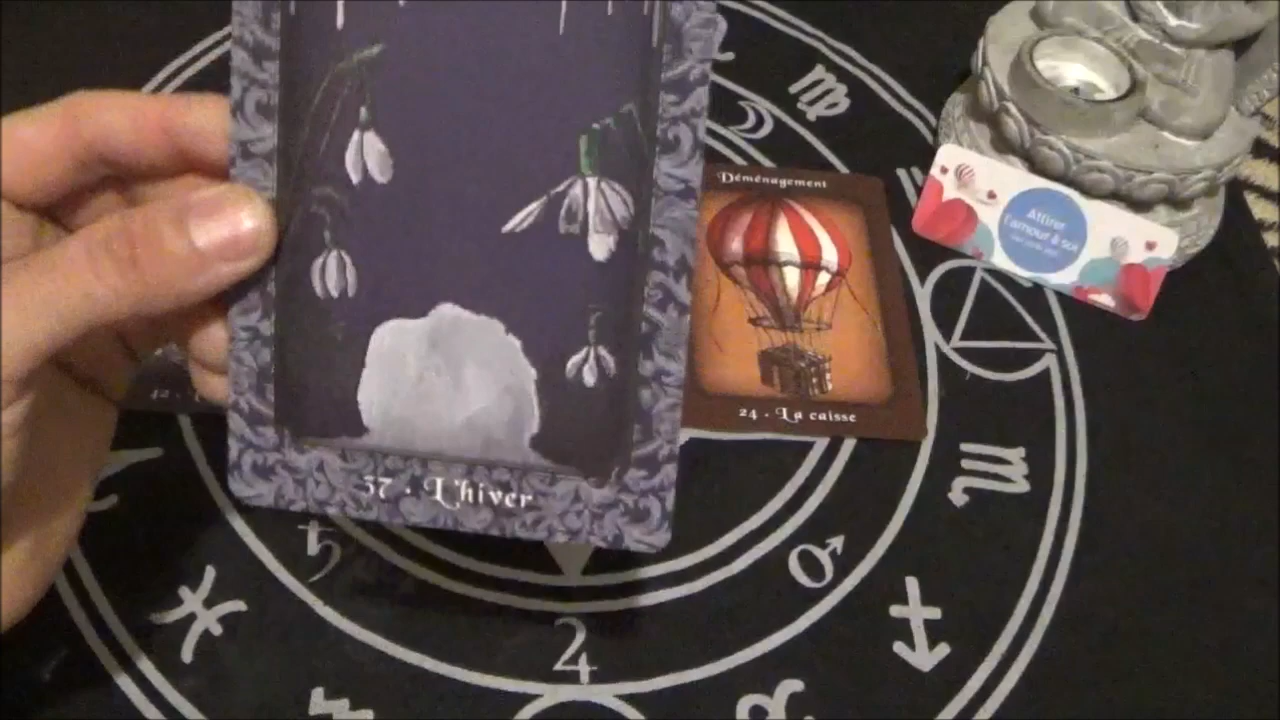 Déménagement
24 . La caisse
Attirer
l'amour à soi
37 . L'hiver